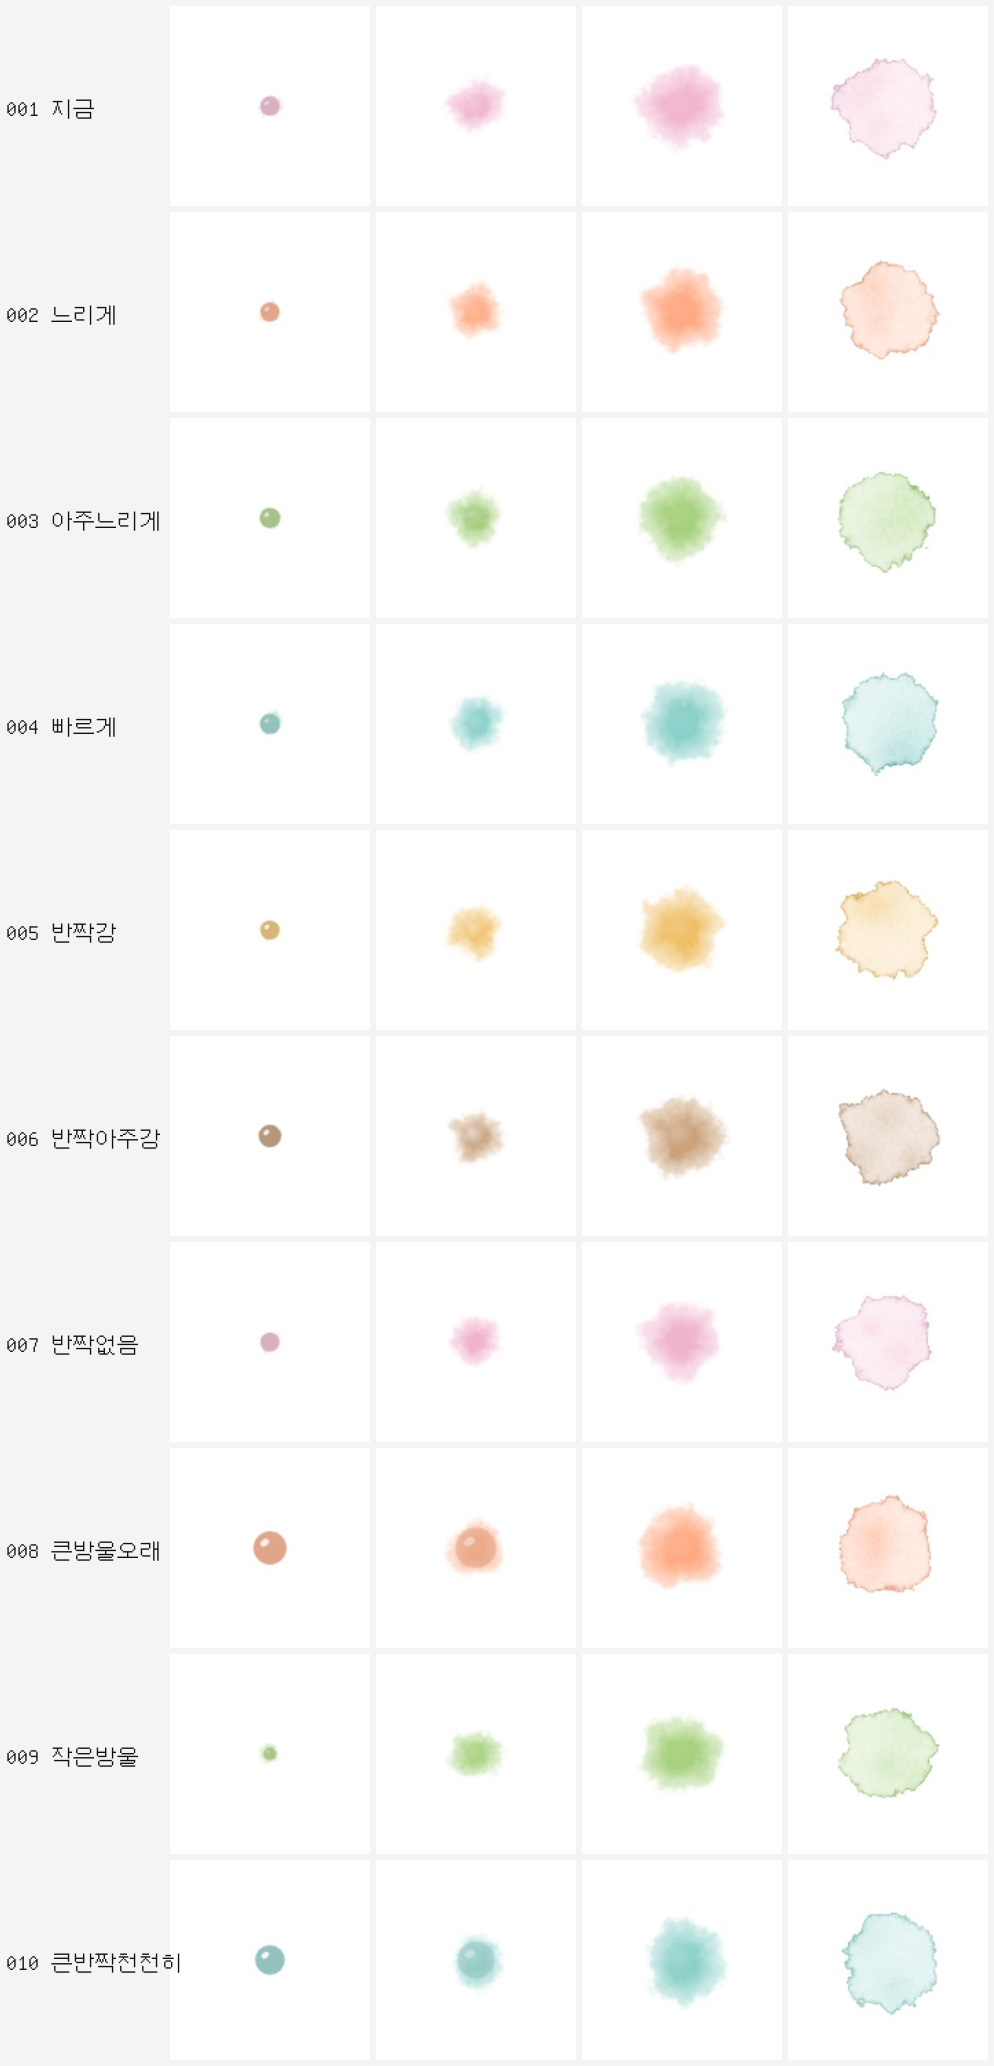 001 지금
002 느리게
003 아주느리게
004 빠르게
005 반짝강
006 반짝아주강
007 반짝없음
008 큰방울오래
009 작은방울
010 큰반짝천천히